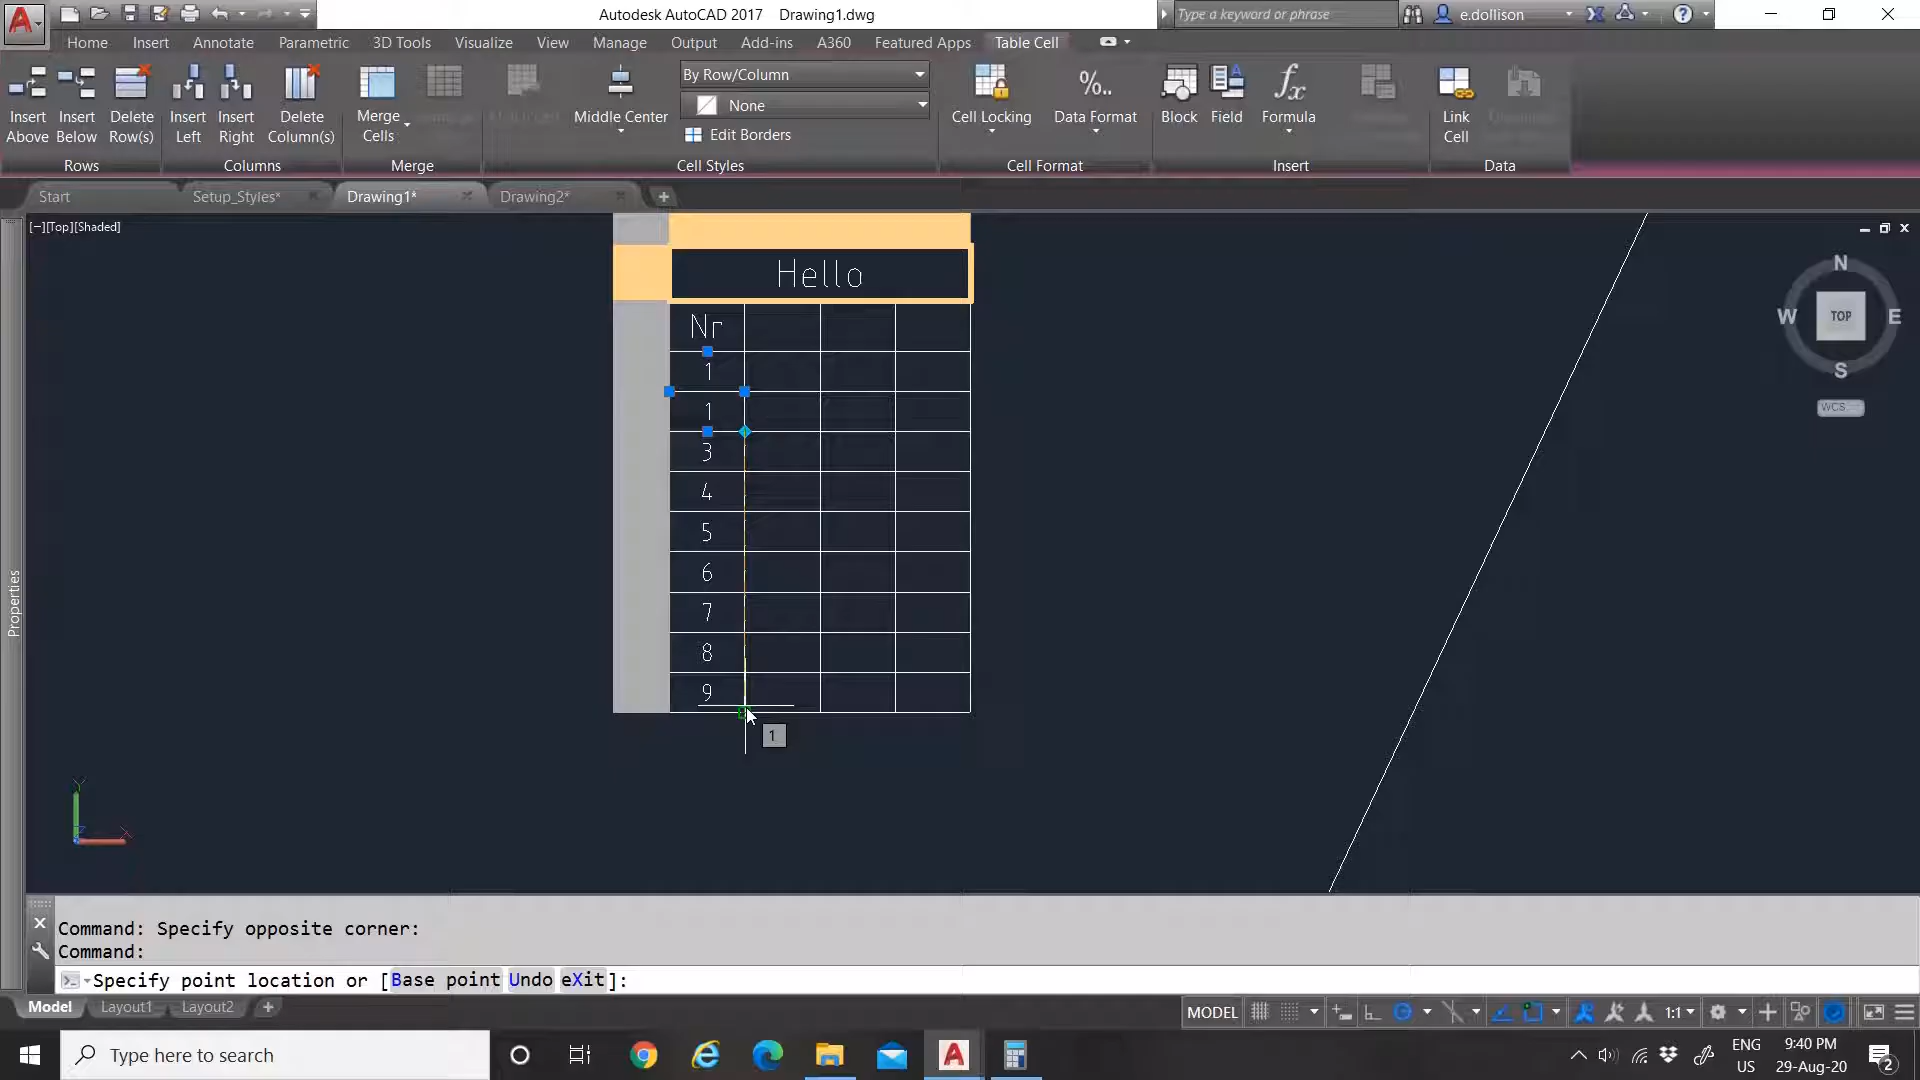 Autodesk AutoCAD 2017 Drawing1.dwg
Type a keyword or phrase
e.dollison
Home Insert Annotate Parametric 3D Tools Visualize View Manage Output Add-ins A360 Featured Apps Table Cell
Insert Above
Insert Below
Delete Row(s)
Insert Left
Insert Right
Delete Column(s)
Merge Cells
Middle Center
By Row/Column
None
Edit Borders
Cell Locking
%..
Data Format
Block
Field
fx
Formula
Link Cell
Rows Columns Merge Cell Styles Cell Format Insert Data
Start Setup_Styles* Drawing1* Drawing2*
[−][Top][Shaded]
Hello
Nr
1
1
3
4
5
6
7
8
9
1
N
W TOP E
S
WCS
Y
X
Properties
Command: Specify opposite corner:
Command:
Specify point location or [Base point Undo eXit]:
Model Layout1 Layout2
MODEL 1:1
Type here to search
ENG
US
9:40 PM
29-Aug-20
2